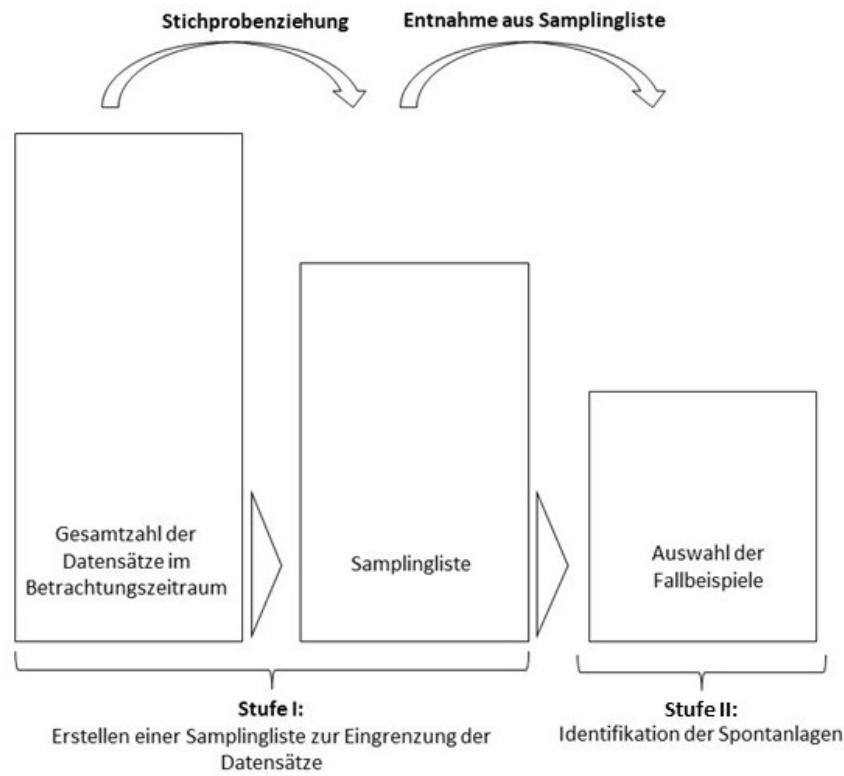 Stichprobenziehung
Entnahme aus Samplingliste
Gesamtzahl der
Datensätze im
Betrachtungszeitraum
Samplingliste
Auswahl der
Fallbeispiele
Stufe I:
Erstellen einer Samplingliste zur Eingrenzung der
Datensätze
Stufe II:
Identifikation der Spontanlagen